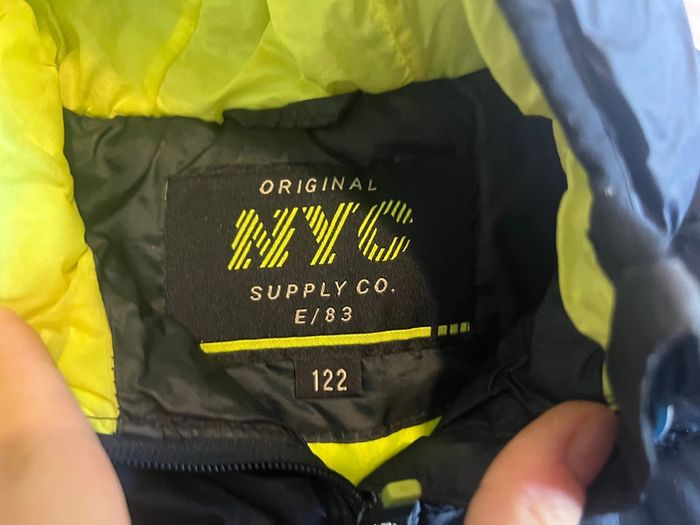 ORIGINAL
NYC
SUPPLY CO.
E/83
122